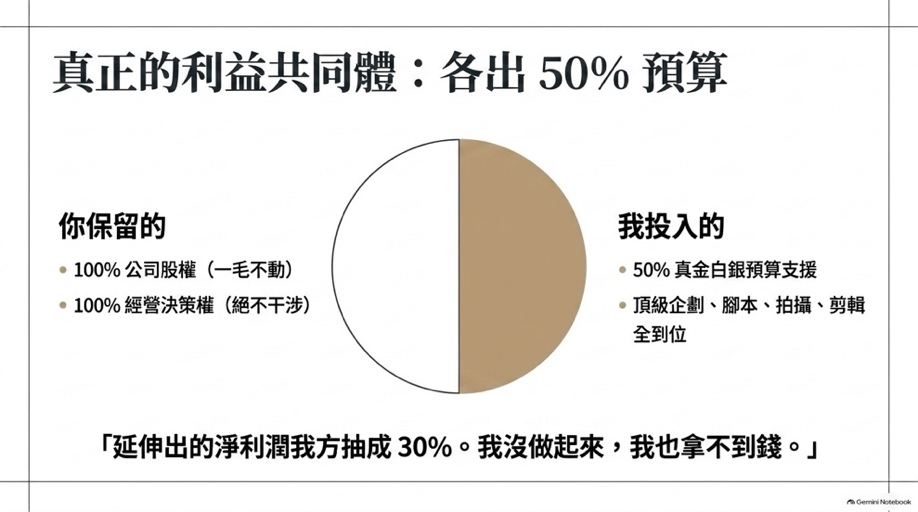 真正的利益共同體：各出 50% 預算
你保留的
• 100% 公司股權（一毛不動）
• 100% 經營決策權（絕不干涉）
我投入的
• 50% 真金白銀預算支援
• 頂級企劃、腳本、拍攝、剪輯
全到位
「延伸出的淨利潤我方抽成 30%。我沒做起來，我也拿不到錢。」
Gemini Notebook